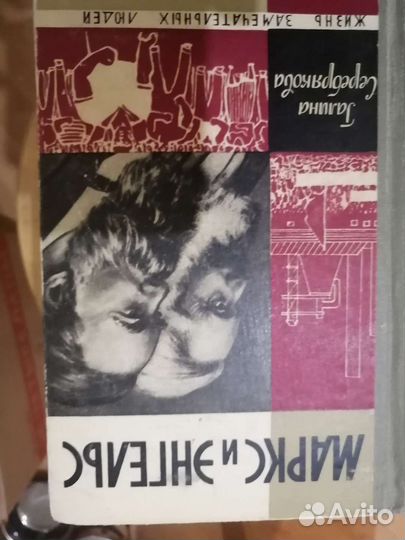 МАРКС И ЭНГЕЛЬС
Галина
Серебрякова
ЖИЗНЬ ЗАМЕЧАТЕЛЬНЫХ ЛЮДЕЙ
Avito